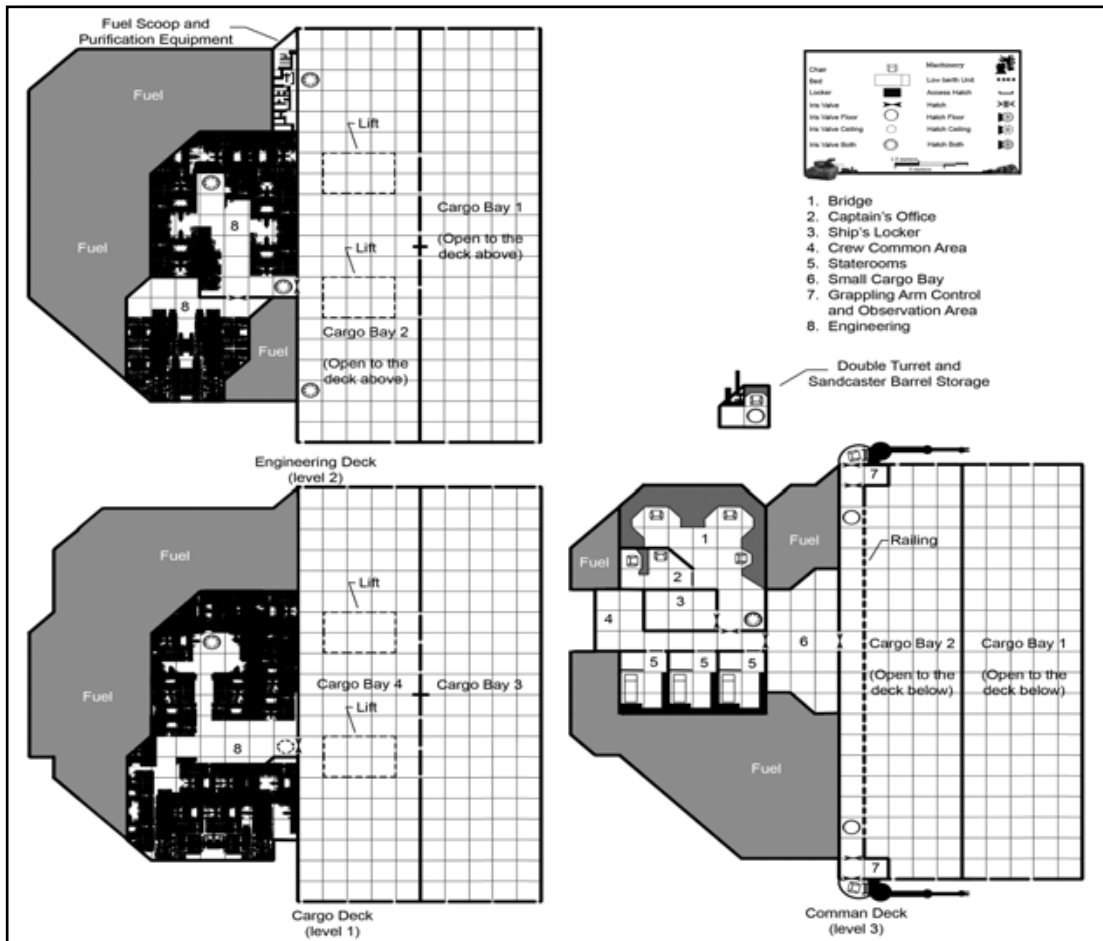 Fuel Scoop and
Purification Equipment
Fuel
Lift
Cargo Bay 1
(Open to the
deck above)
8
Fuel
Lift
8
Cargo Bay 2
(Open to the
deck above)
Fuel
Engineering Deck
(level 2)
Chair
Bed
Locker
Iris Valve
Iris Valve Floor
Iris Valve Ceiling
Iris Valve Both
Machinery
Low berth Unit
Access Hatch
Hatch
Hatch Floor
Hatch Ceiling
Hatch Both
1.5 meters
3 meters
1. Bridge
2. Captain's Office
3. Ship's Locker
4. Crew Common Area
5. Staterooms
6. Small Cargo Bay
7. Grappling Arm Control
and Observation Area
8. Engineering
Double Turret and
Sandcaster Barrel Storage
Fuel
Lift
Fuel
Cargo Bay 4
Cargo Bay 3
Lift
8
Cargo Deck
(level 1)
7
1
Fuel
Fuel
Railing
2
3
4
6
Cargo Bay 2
(Open to the
deck below)
Cargo Bay 1
(Open to the
deck below)
5
5
5
Fuel
7
Comman Deck
(level 3)